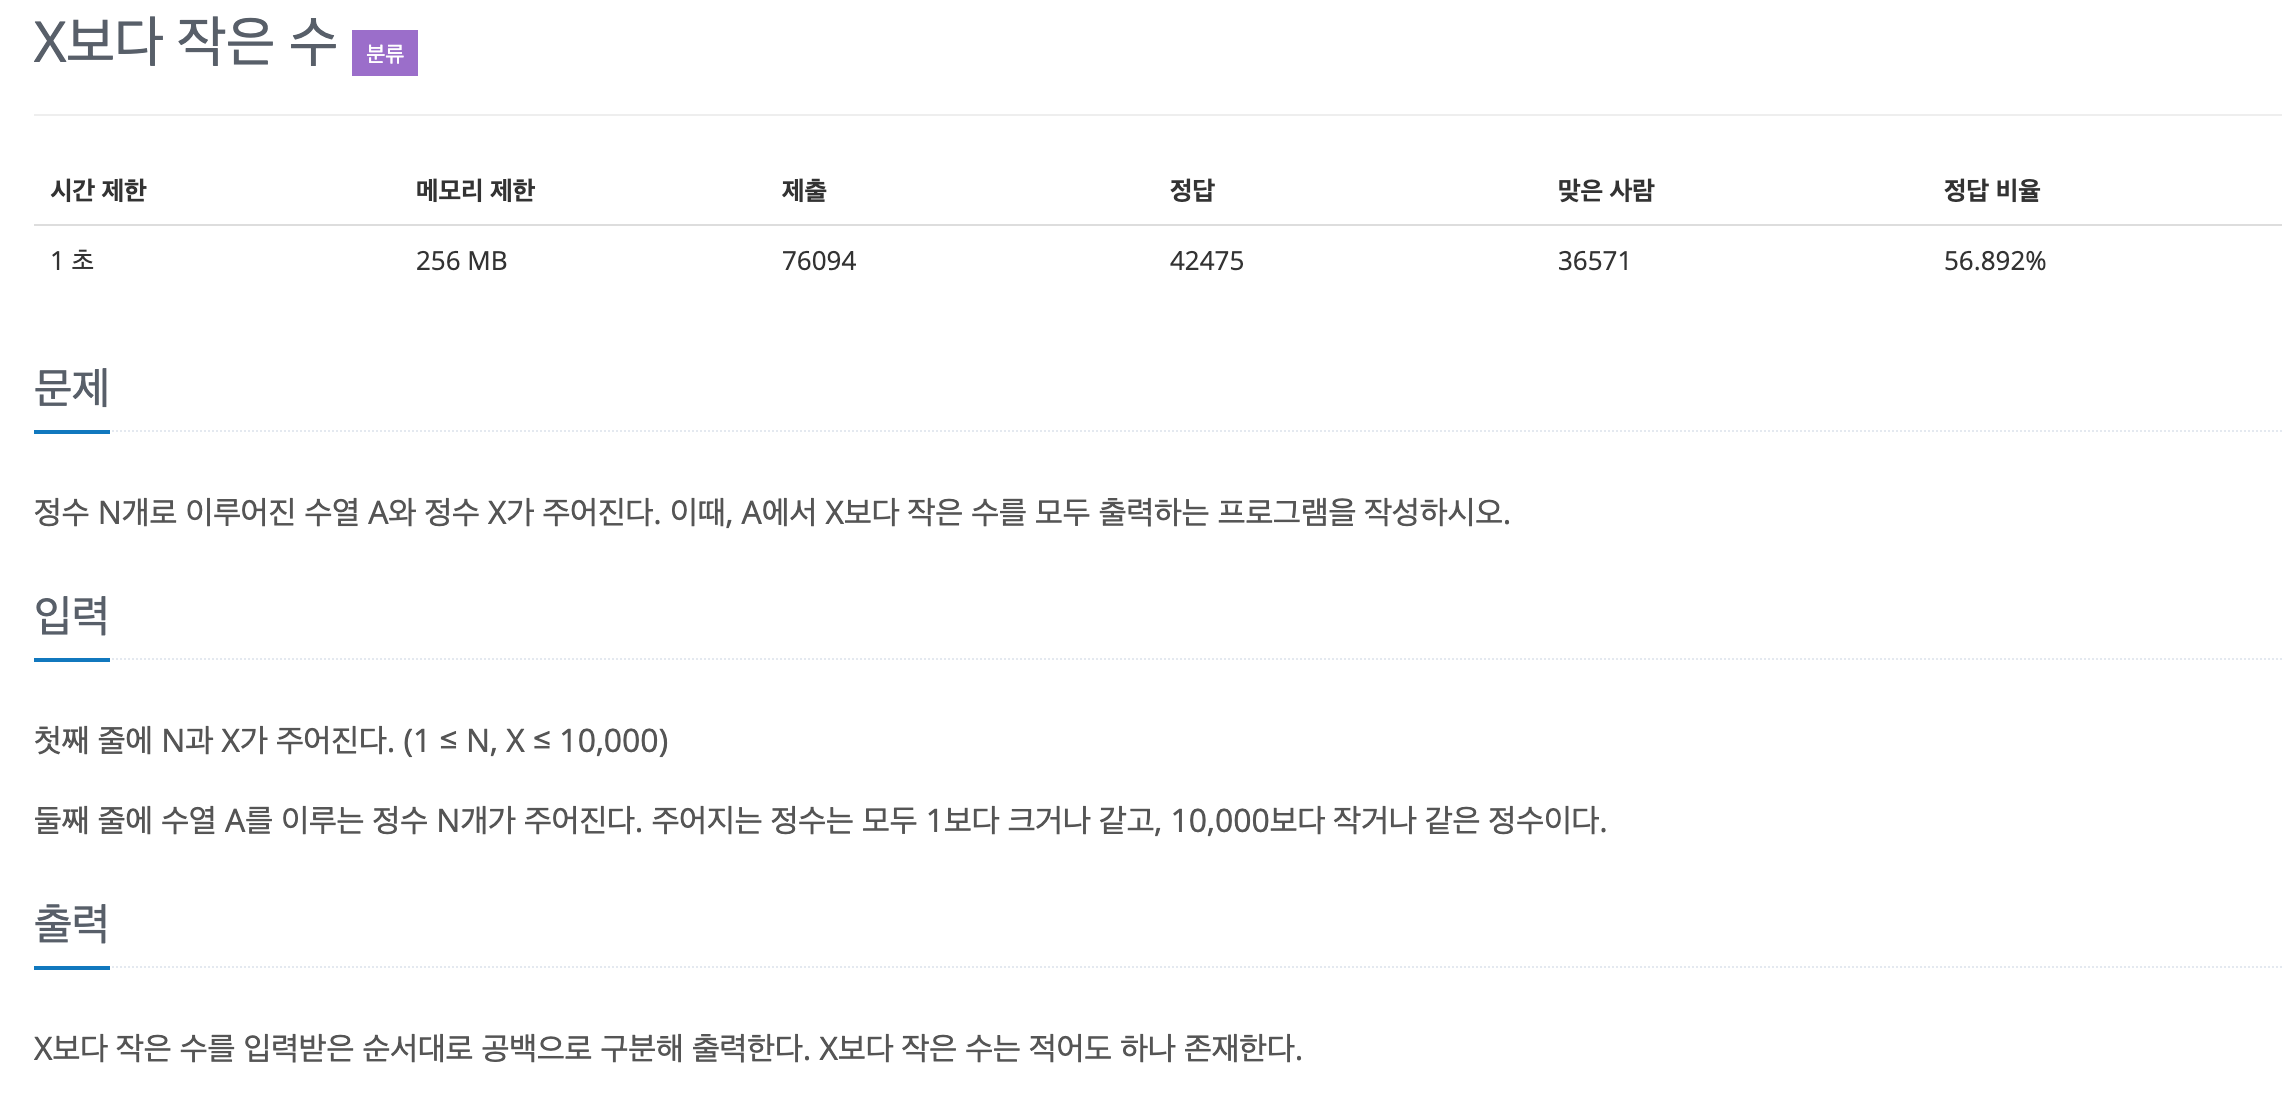 X보다 작은 수 분류
시간 제한 메모리 제한 제출 정답 맞은 사람 정답 비율
1 초 256 MB 76094 42475 36571 56.892%
문제
정수 N개로 이루어진 수열 A와 정수 X가 주어진다. 이때, A에서 X보다 작은 수를 모두 출력하는 프로그램을 작성하시오.
입력
첫째 줄에 N과 X가 주어진다. (1 ≤ N, X ≤ 10,000)
둘째 줄에 수열 A를 이루는 정수 N개가 주어진다. 주어지는 정수는 모두 1보다 크거나 같고, 10,000보다 작거나 같은 정수이다.
출력
X보다 작은 수를 입력받은 순서대로 공백으로 구분해 출력한다. X보다 작은 수는 적어도 하나 존재한다.